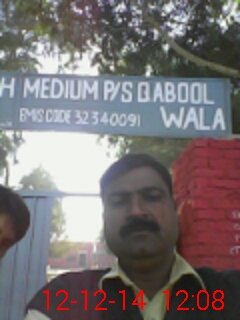 H MEDIUM P/S QABOOL
EMIS CODE 32340091 WALA
12-12-14 12:08